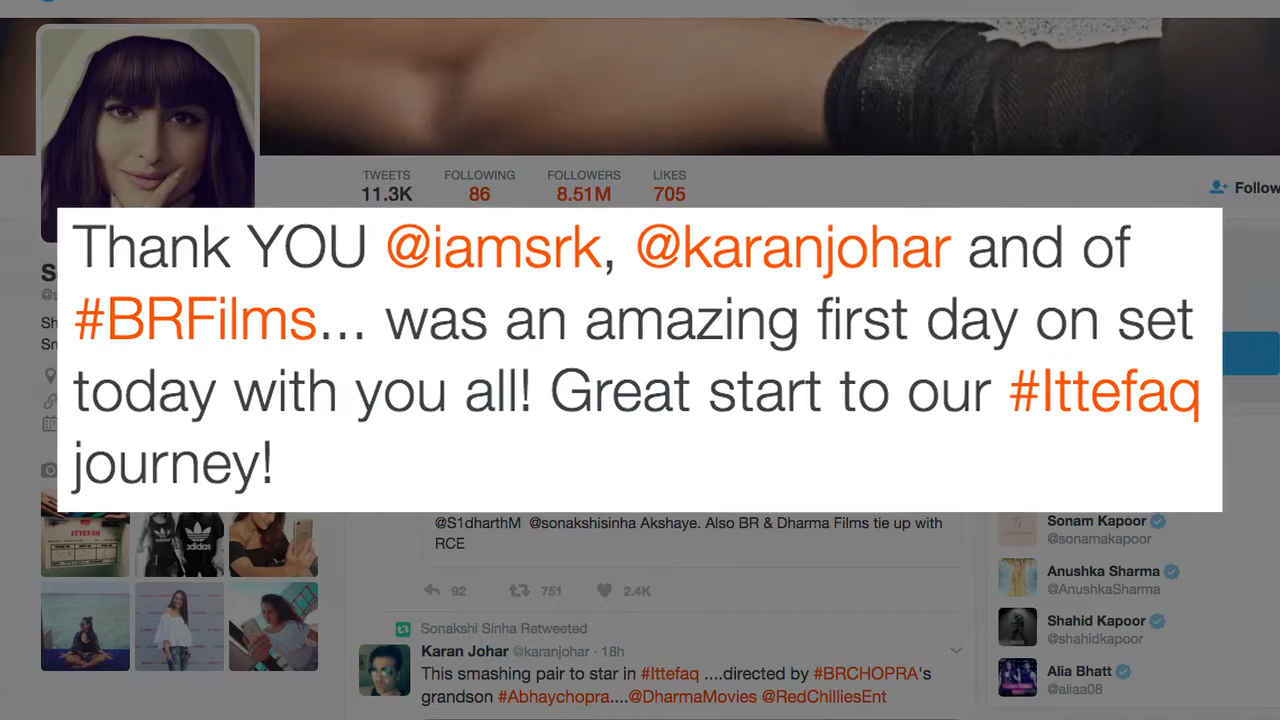 TWEETS FOLLOWING FOLLOWERS LIKES
11.3K 86 8.51M 705
Follow
Thank YOU @iamsrk, @karanjohar and of
#BRFilms... was an amazing first day on set
today with you all! Great start to our #Ittefaq
journey!
ITTEFAQ
adidas
@S1dharthM @sonakshisinha Akshaye. Also BR & Dharma Films tie up with
RCE
92 751 2.4K
Sonakshi Sinha Retweeted
Karan Johar @karanjohar · 18h
This smashing pair to star in #Ittefaq ....directed by #BRCHOPRA's
grandson #Abhaychopra....@DharmaMovies @RedChilliesEnt
Sonam Kapoor
@sonamakapoor
Anushka Sharma
@AnushkaSharma
Shahid Kapoor
@shahidkapoor
Alia Bhatt
@aliaa08